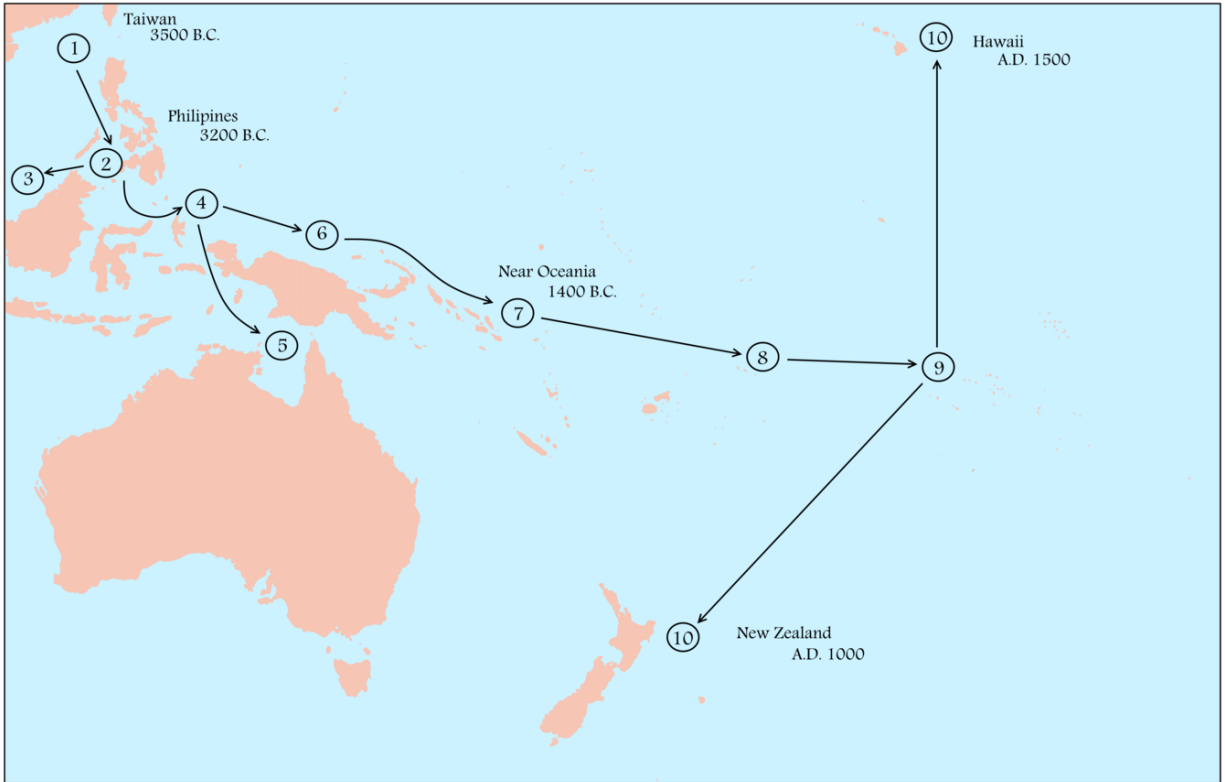 Taiwan
3500 B.C.
1
10
Hawaii
A.D. 1500
Philipines
3200 B.C.
2
3
4
6
Near Oceania
1400 B.C.
7
5
8
9
10
New Zealand
A.D. 1000